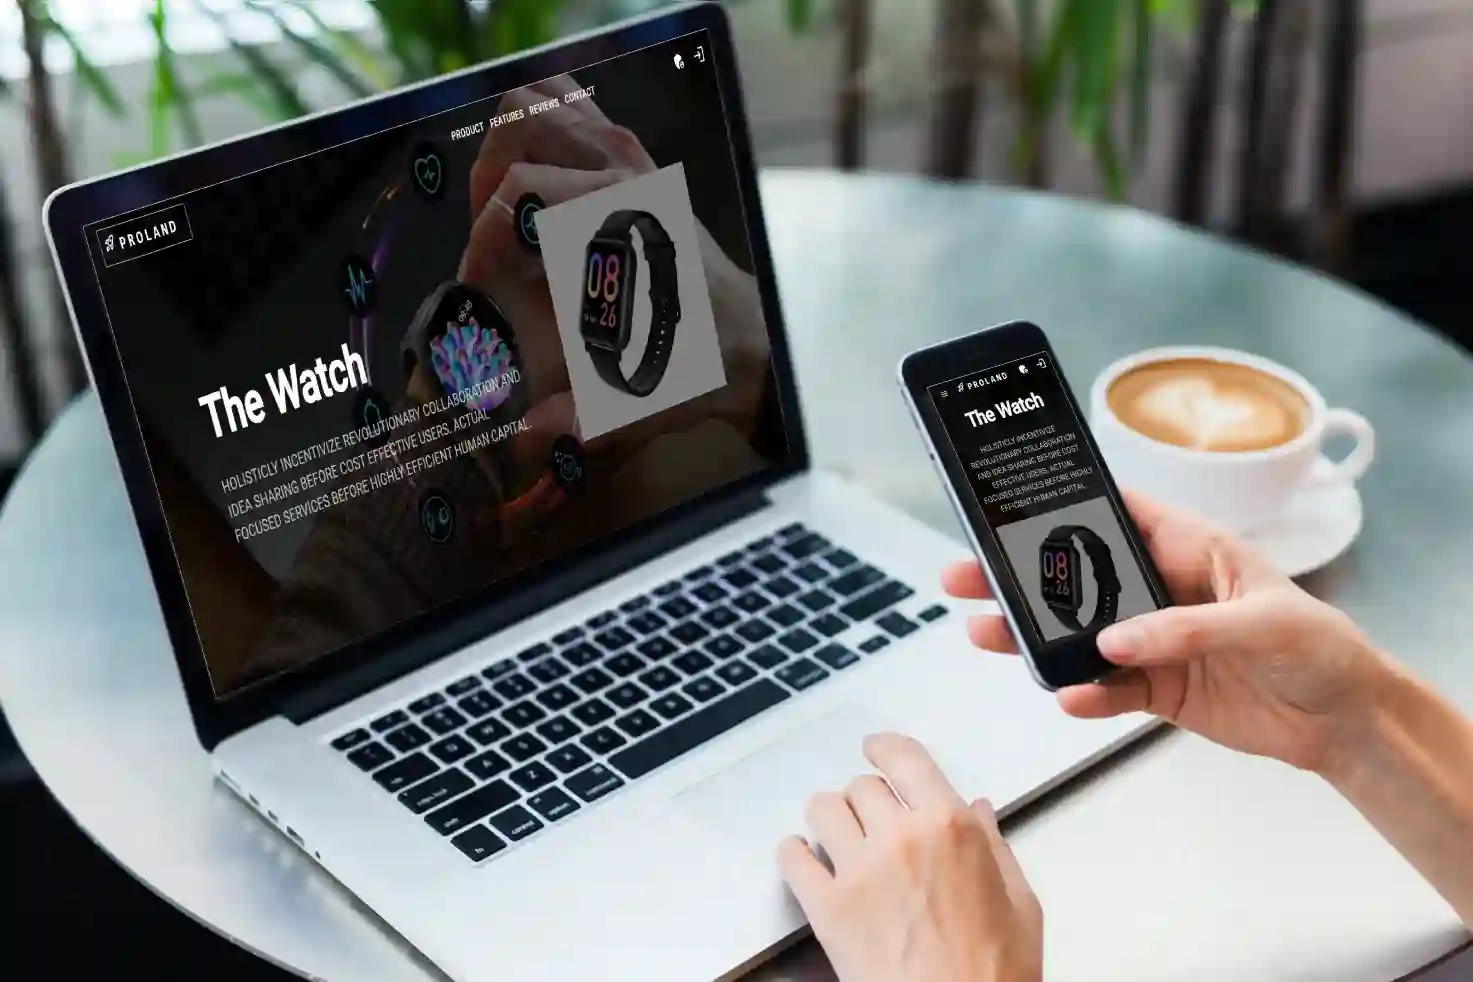 PRODUCT FEATURES REVIEWS CONTACT
PROLAND
The Watch
HOLISTICLY INCENTIVIZE REVOLUTIONARY COLLABORATION AND
IDEA SHARING BEFORE COST EFFECTIVE USERS. ACTUAL
FOCUSED SERVICES BEFORE HIGHLY EFFICIENT HUMAN CAPITAL.
08
26
PROLAND
The Watch
HOLISTICLY INCENTIVIZE
REVOLUTIONARY COLLABORATION
AND IDEA SHARING BEFORE COST
EFFECTIVE USERS. ACTUAL
FOCUSED SERVICES BEFORE HIGHLY
EFFICIENT HUMAN CAPITAL.
08
26